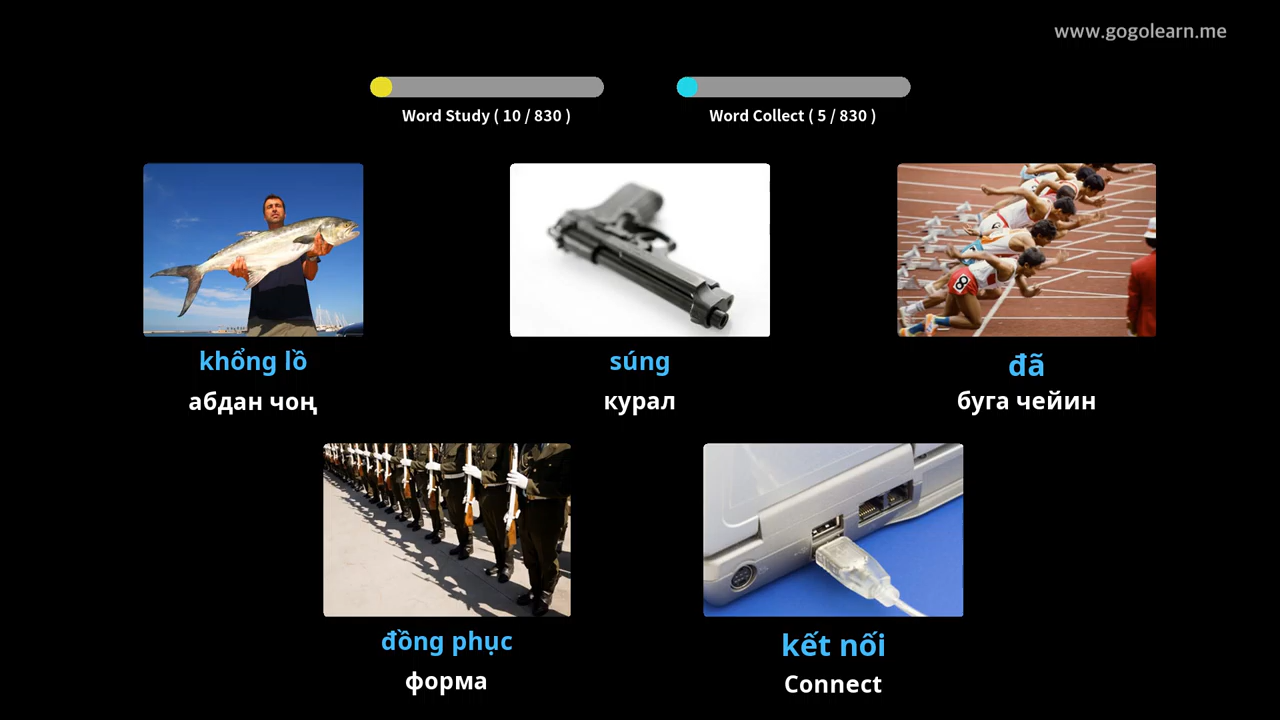 www.gogolearn.me
Word Study ( 10 / 830 )
Word Collect ( 5 / 830 )
khổng lồ
абдан чоң
súng
курал
đã
буга чейин
đồng phục
форма
kết nối
Connect